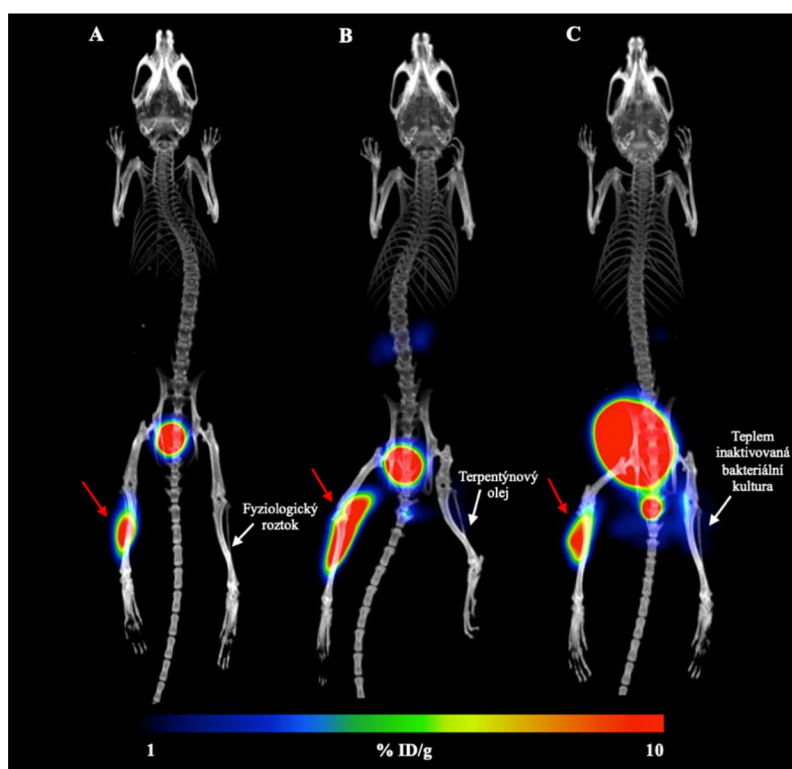 A
B
C
Fyziologický
roztok
Terpentýnový
olej
Teplem
inaktivovaná
bakteriální
kultura
1
% ID/g
10